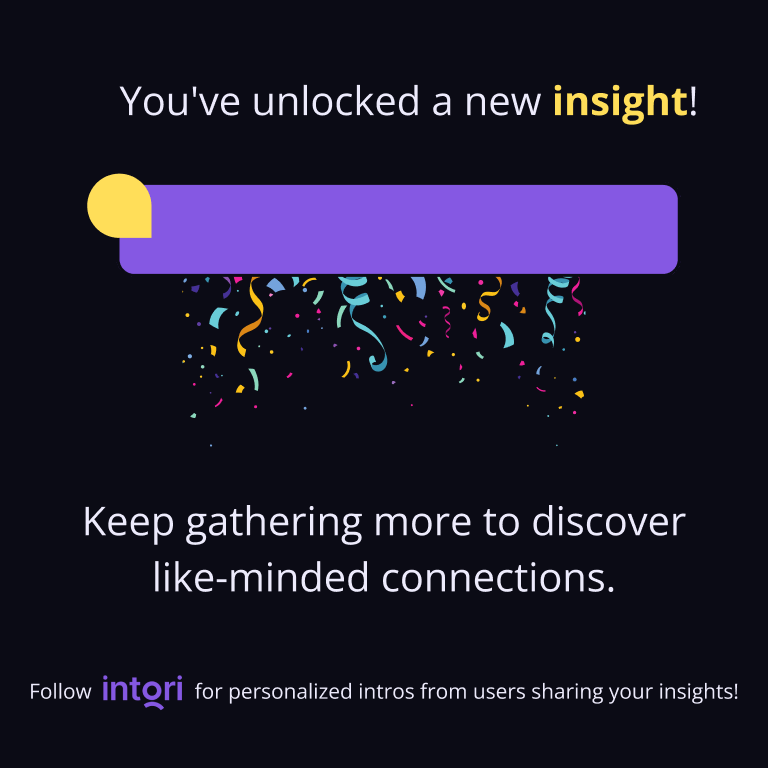 You've unlocked a new insight!
Keep gathering more to discover
like-minded connections.
Follow intori for personalized intros from users sharing your insights!